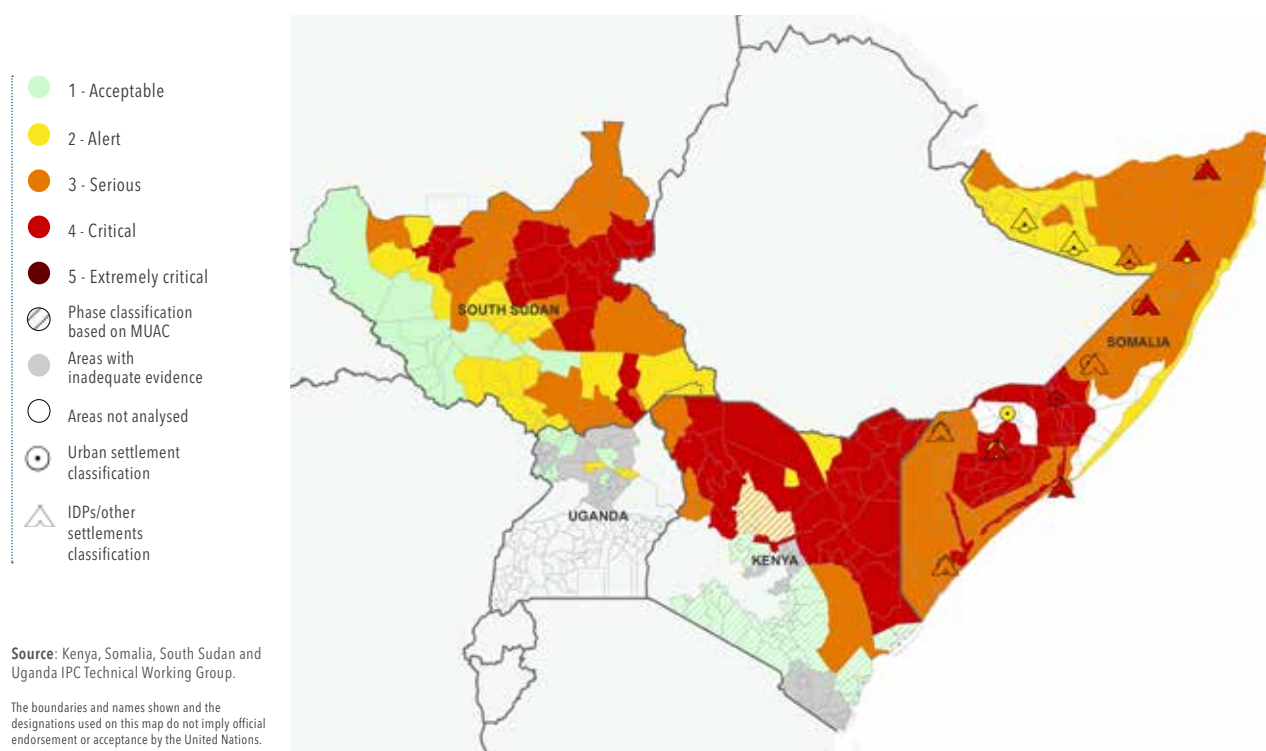 1 - Acceptable
2 - Alert
3 - Serious
4 - Critical
5 - Extremely critical
Phase classification
based on MUAC
Areas with
inadequate evidence
Areas not analysed
Urban settlement
classification
IDPs/other
settlements
classification
Source: Kenya, Somalia, South Sudan and
Uganda IPC Technical Working Group.
The boundaries and names shown and the
designations used on this map do not imply official
endorsement or acceptance by the United Nations.
SOUTH SUDAN
SOMALIA
UGANDA
KENYA